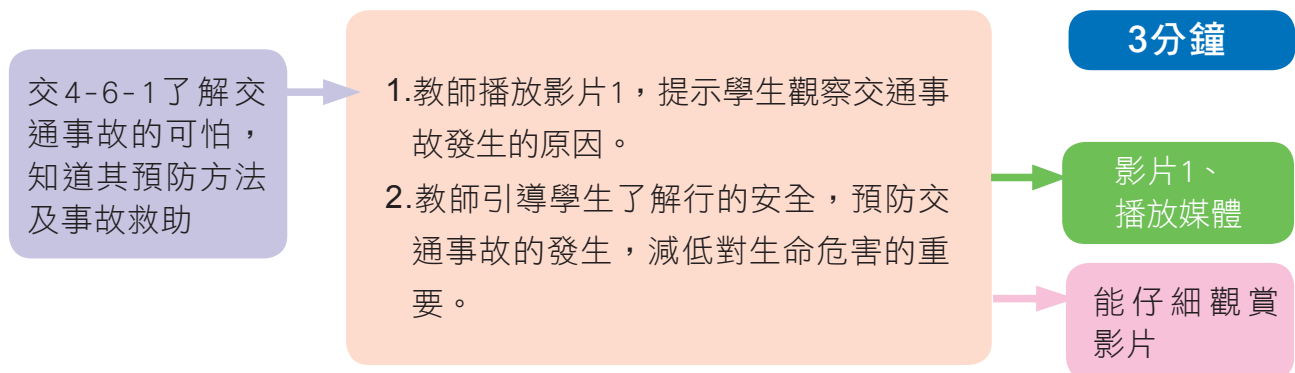 交4-6-1了解交
通事故的可怕，
知道其預防方法
及事故救助
1.教師播放影片1，提示學生觀察交通事
故發生的原因。
2.教師引導學生了解行的安全，預防交
通事故的發生，減低對生命危害的重
要。
3分鐘
影片1、
播放媒體
能仔細觀賞
影片